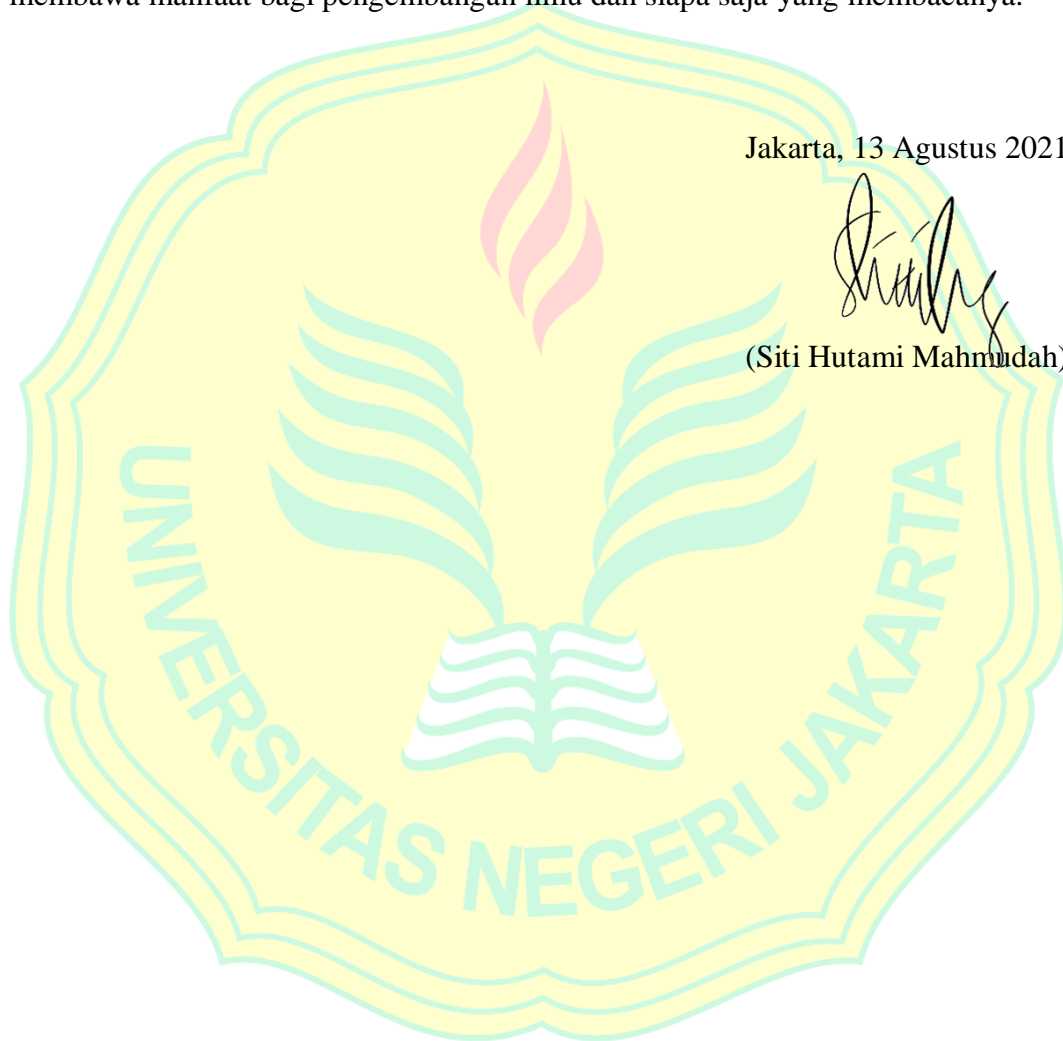 membawa manfaat bagi pengembangan ilmu dan siapa saja yang membacanya.
Jakarta, 13 Agustus 2021
(Siti Hutami Mahmudah)
UNIVERSITAS NEGERI JAKARTA